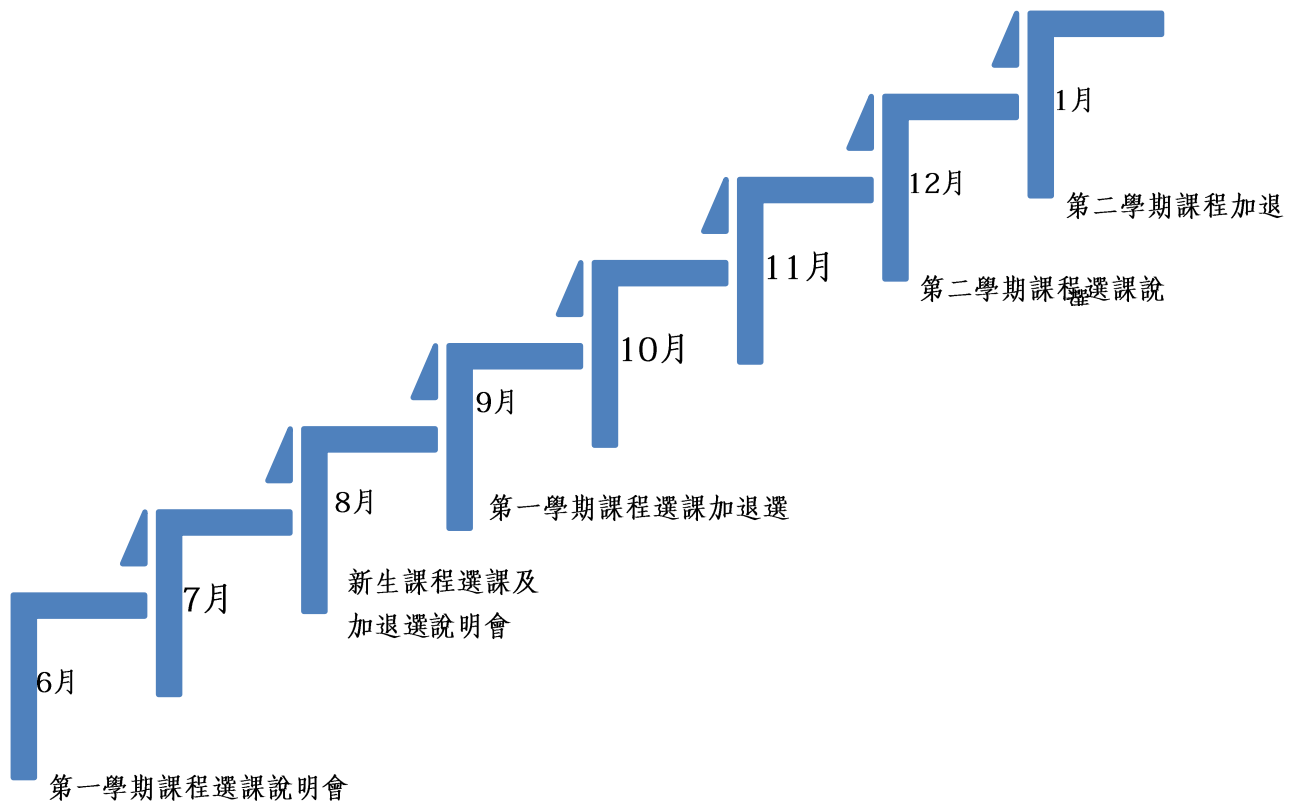 1月
第二學期課程加退
12月
第二學期課程選課說
選
11月
10月
9月
第一學期課程選課加退選
8月
新生課程選課及
加退選說明會
7月
6月
第一學期課程選課說明會